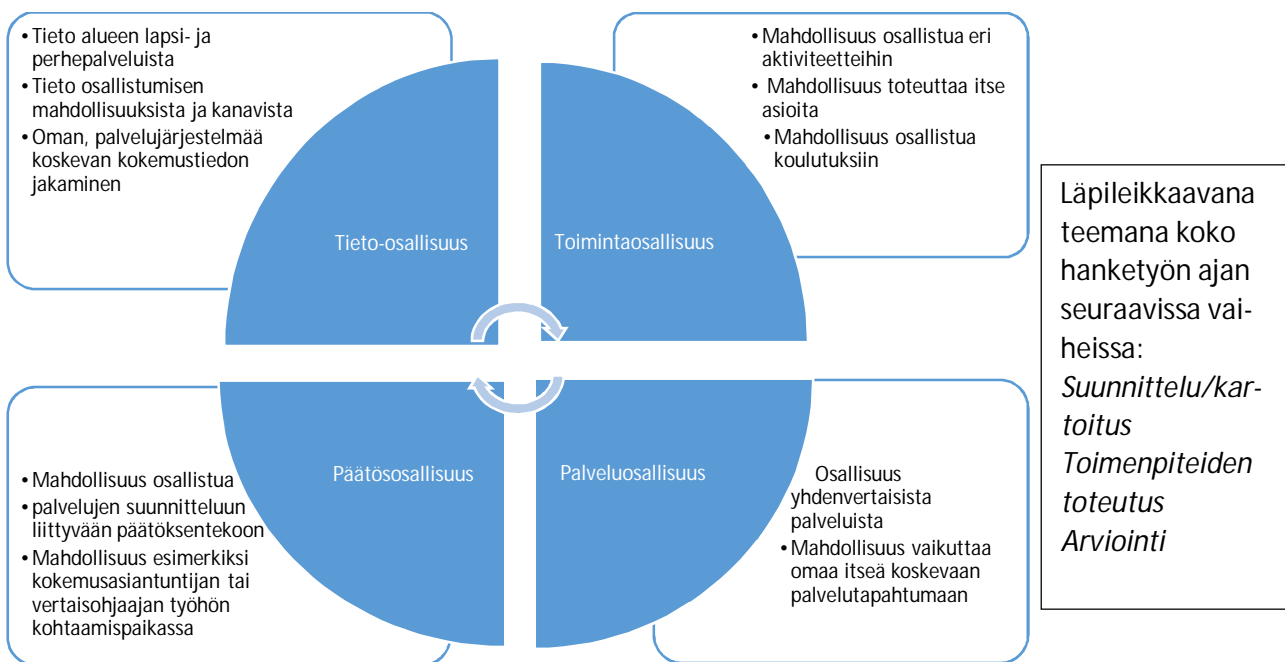 • Tieto alueen lapsi- ja
perhepalveluista
• Tieto osallistumisen
mahdollisuuksista ja kanavista
• Oman, palvelujärjestelmää
koskevan kokemustiedon
jakaminen
• Mahdollisuus osallistua eri
aktiviteetteihin
• Mahdollisuus toteuttaa itse
asioita
• Mahdollisuus osallistua
koulutuksiin
Tieto-osallisuus
Toimintaosallisuus
Päätösosallisuus
Palveluosallisuus
• Mahdollisuus osallistua
• palvelujen suunnitteluun
liittyvään päätöksentekoon
• Mahdollisuus esimerkiksi
kokemusasiantuntijan tai
vertaisohjaajan työhön
kohtaamispaikassa
Osallisuus
yhdenvertaisista
palveluista
• Mahdollisuus vaikuttaa
omaa itseä koskevaan
palvelutapahtumaan
Läpileikkaavana
teemana koko
hanketyön ajan
seuraavissa vai-
heissa:
Suunnittelu/kar-
toitus
Toimenpiteiden
toteutus
Arviointi